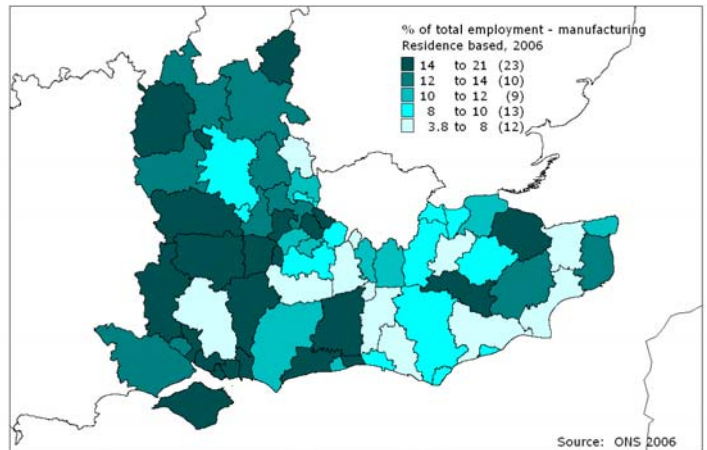 % of total employment - manufacturing
Residence based, 2006
14 to 21 (23)
12 to 14 (10)
10 to 12 (9)
8 to 10 (13)
3.8 to 8 (12)
Source: ONS 2006